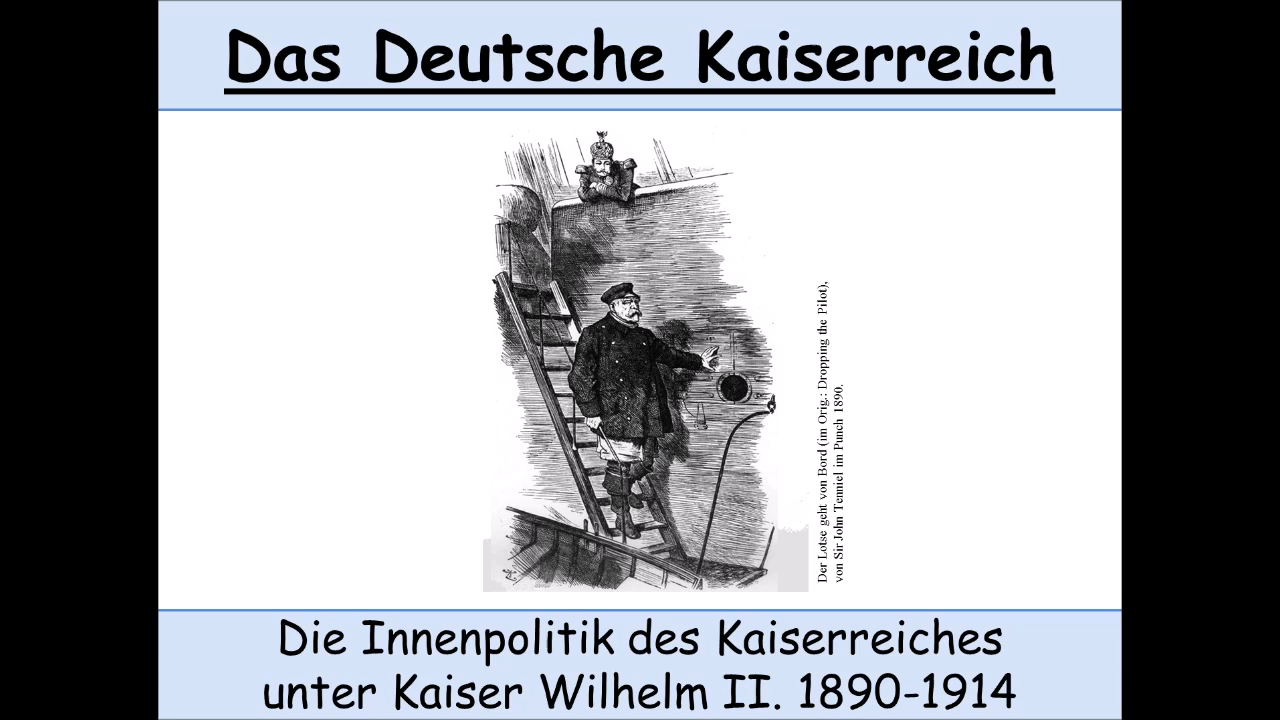 Das Deutsche Kaiserreich
Der Lotse geht von Bord (im Orig.: Dropping the Pilot),
von Sir John Tenniel im Punch 1890.
Die Innenpolitik des Kaiserreiches
unter Kaiser Wilhelm II. 1890-1914